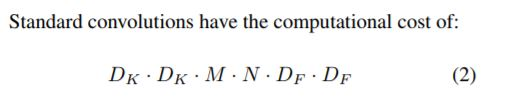 Standard convolutions have the computational cost of:
D_K · D_K · M · N · D_F · D_F (2)